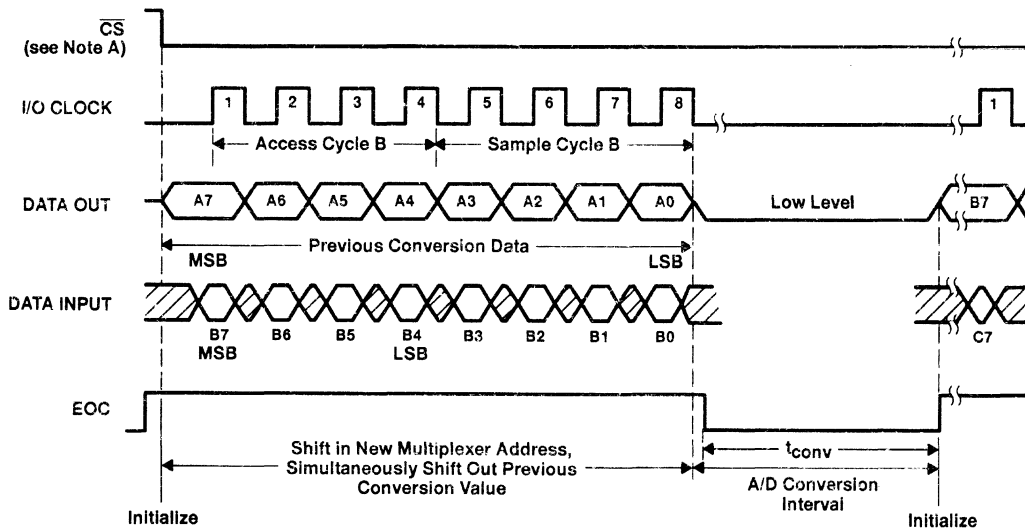 CS
(see Note A)
I/O CLOCK
1 2 3 4 5 6 7 8 1
Access Cycle B Sample Cycle B
DATA OUT
A7 A6 A5 A4 A3 A2 A1 A0 Low Level B7
Previous Conversion Data
MSB LSB
DATA INPUT
B7 B6 B5 B4 B3 B2 B1 B0 C7
MSB LSB
EOC
Shift in New Multiplexer Address,
Simultaneously Shift Out Previous
Conversion Value
tconv
A/D Conversion
Interval
Initialize Initialize